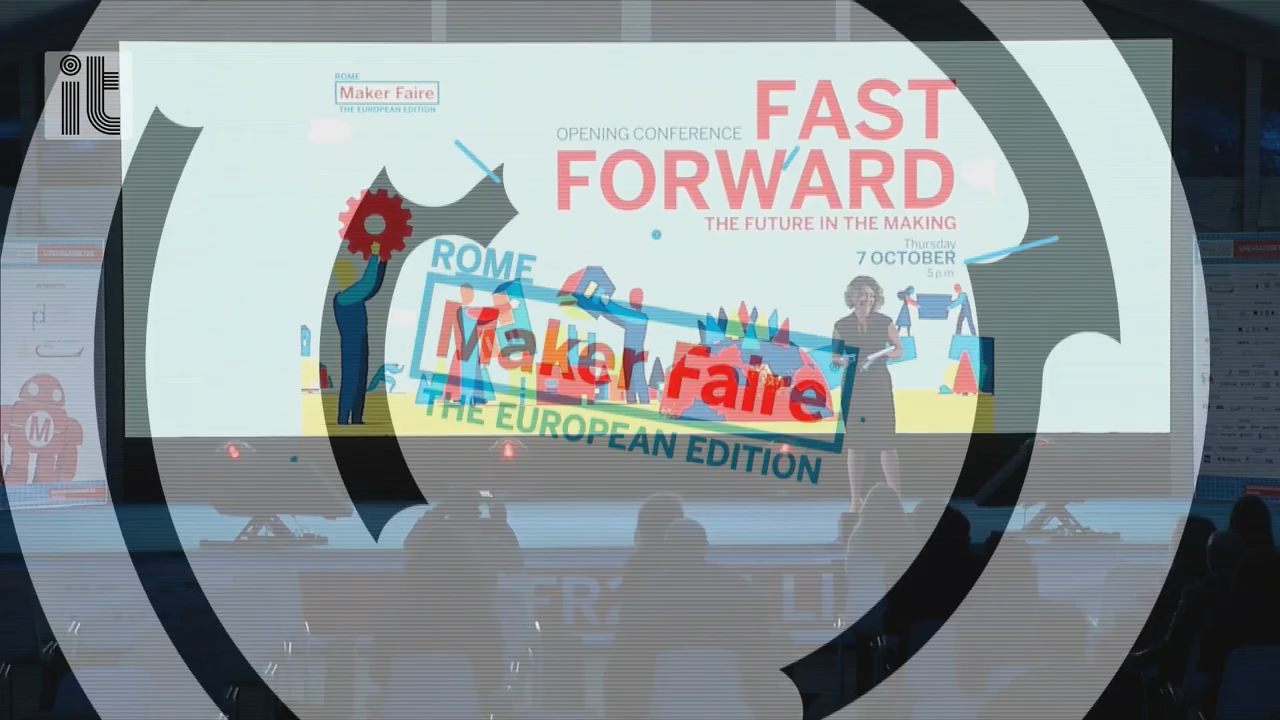 it
ROME
Maker Faire
THE EUROPEAN EDITION
OPENING CONFERENCE
FAST
FORWARD
THE FUTURE IN THE MAKING
Thursday
7 OCTOBER
5 pm
ROME
Maker Faire
THE EUROPEAN EDITION
M